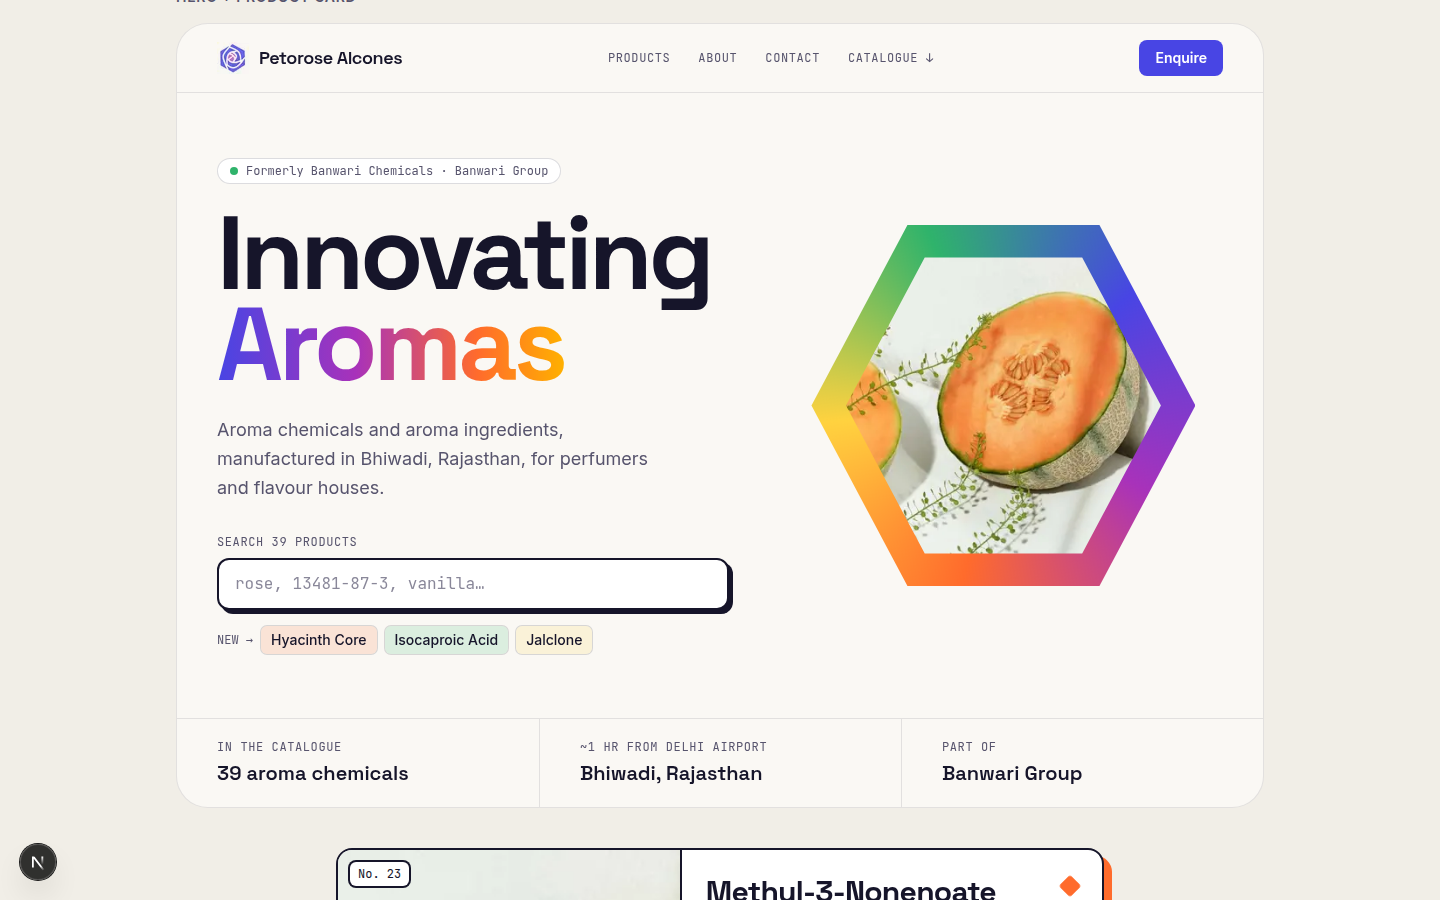 Petorose Alcones
PRODUCTS ABOUT CONTACT CATALOGUE ↓
Enquire
Formerly Banwari Chemicals · Banwari Group
Innovating
Aromas
Aroma chemicals and aroma ingredients,
manufactured in Bhiwadi, Rajasthan, for perfumers
and flavour houses.
SEARCH 39 PRODUCTS
rose, 13481-87-3, vanilla…
NEW → Hyacinth Core Isocaproic Acid Jalclone
IN THE CATALOGUE
39 aroma chemicals
~1 HR FROM DELHI AIRPORT
Bhiwadi, Rajasthan
PART OF
Banwari Group
No. 23
Methyl-3-Nonenoate
N